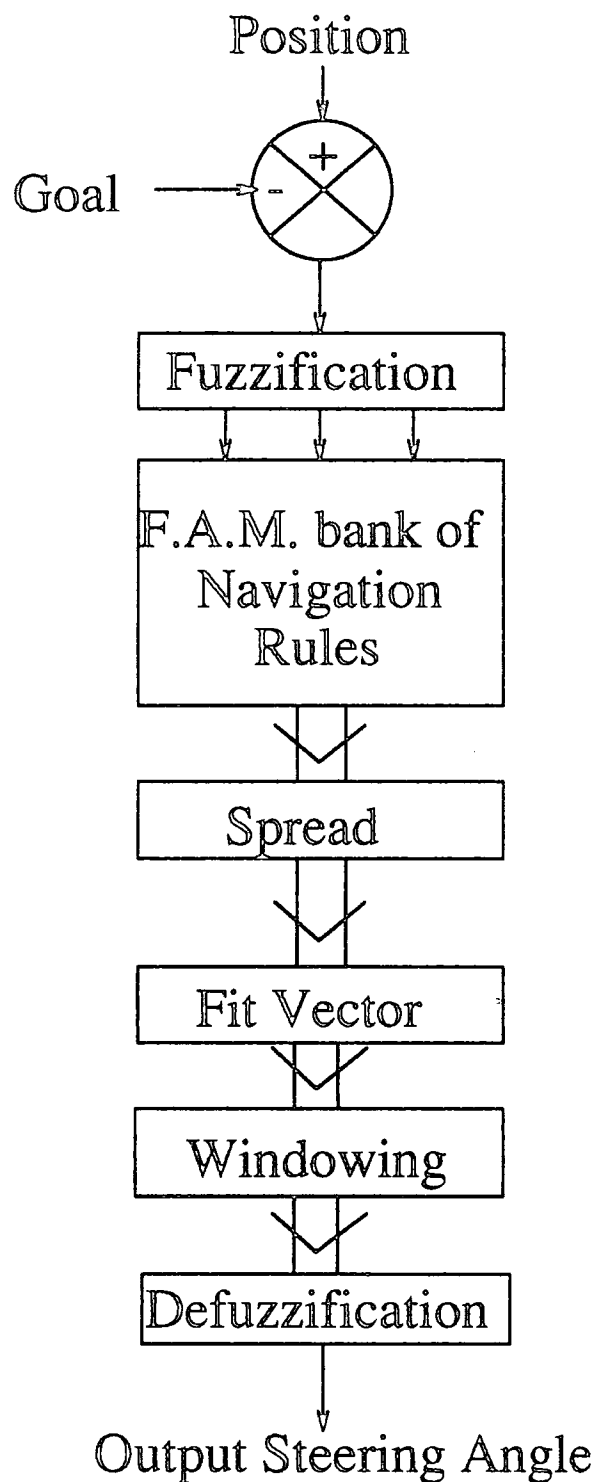 Position
+
Goal
-
Fuzzification
F.A.M. bank of
Navigation
Rules
Spread
Fit Vector
Windowing
Defuzzification
Output Steering Angle